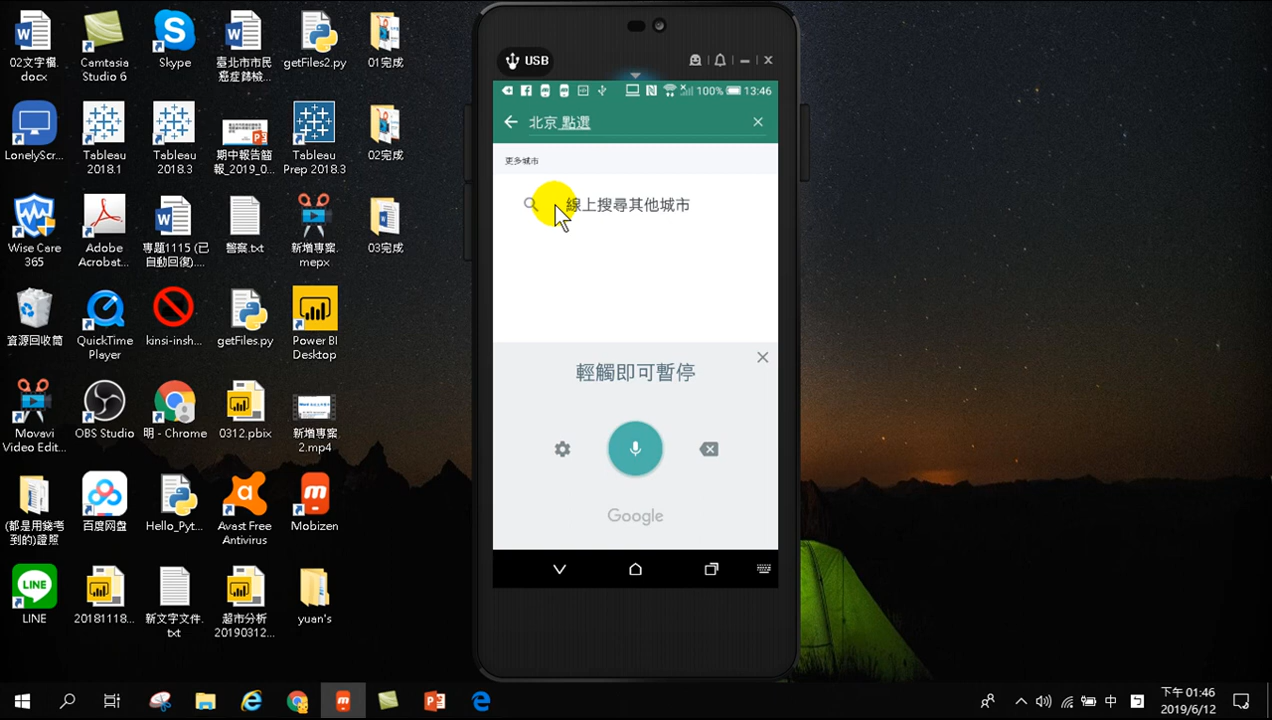 02文字檔.
docx
Camtasia
Studio 6
Skype
臺北市市民
癌症篩檢...
getFiles2.py
01完成
LonelyScr...
Tableau
2018.1
Tableau
2018.3
期中報告簡
報_2019_0...
Tableau
Prep 2018.3
02完成
Wise Care
365
Adobe
Acrobat...
專題1115 (已
自動回復)....
警察.txt
新增專案.
mepx
03完成
資源回收筒
QuickTime
Player
kinsi-insh...
getFiles.py
Power BI
Desktop
Movavi
Video Edit...
OBS Studio
明 - Chrome
0312.pbix
新增專案
2.mp4
(都是用幾考
到的)證照
百度网盘
Hello_Pyt...
Avast Free
Antivirus
Mobizen
LINE
20181118...
新文字文件.
txt
超市分析
20190312...
yuan's
USB
100% 13:46
北京 點選
更多城市
線上搜尋其他城市
輕觸即可暫停
Google
中
下午 01:46
2019/6/12